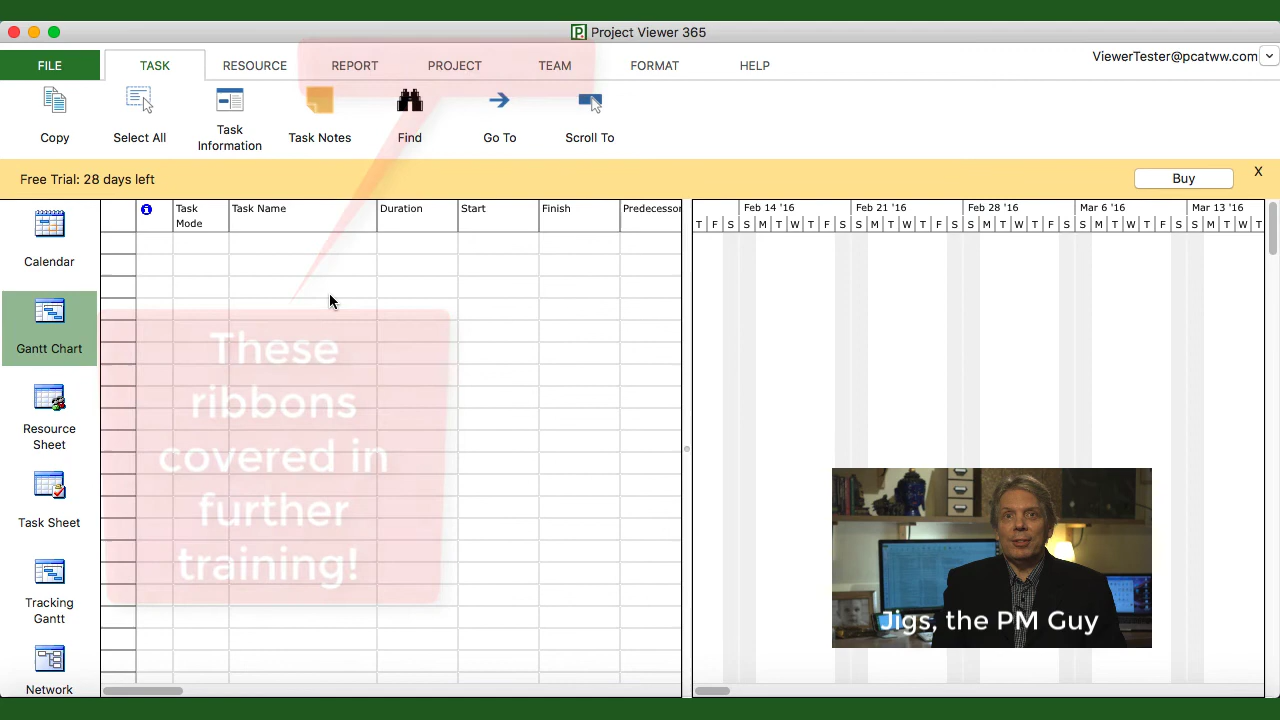 Project Viewer 365
ViewerTester@pcatww.com
FILE TASK RESOURCE REPORT PROJECT TEAM FORMAT HELP
Copy Select All Task Information Task Notes Find Go To Scroll To
Free Trial: 28 days left
Buy X
Calendar
Gantt Chart
Resource
Sheet
Task Sheet
Tracking
Gantt
Network
Task Mode Task Name Duration Start Finish Predecessor
Feb 14 '16 Feb 21 '16 Feb 28 '16 Mar 6 '16 Mar 13 '16
T F S S M T W T F S S M T W T F S S M T W T F S S M T W T F S S M T W T
These
ribbons
covered in
further
training!
Jigs, the PM Guy